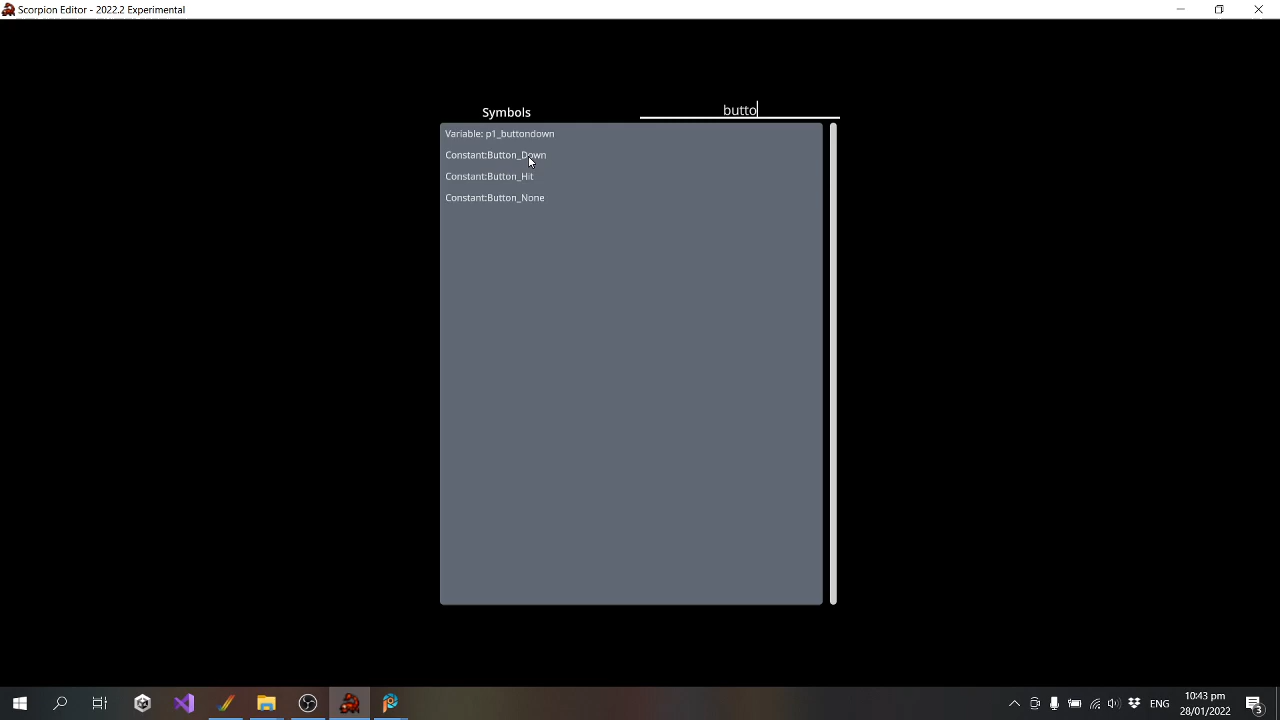 Scorpion Editor - 2022.2 Experimental
Symbols
butto
Variable: p1_buttondown
Constant:Button_Down
Constant:Button_Hit
Constant:Button_None
ENG
10:43 pm
28/01/2022
3